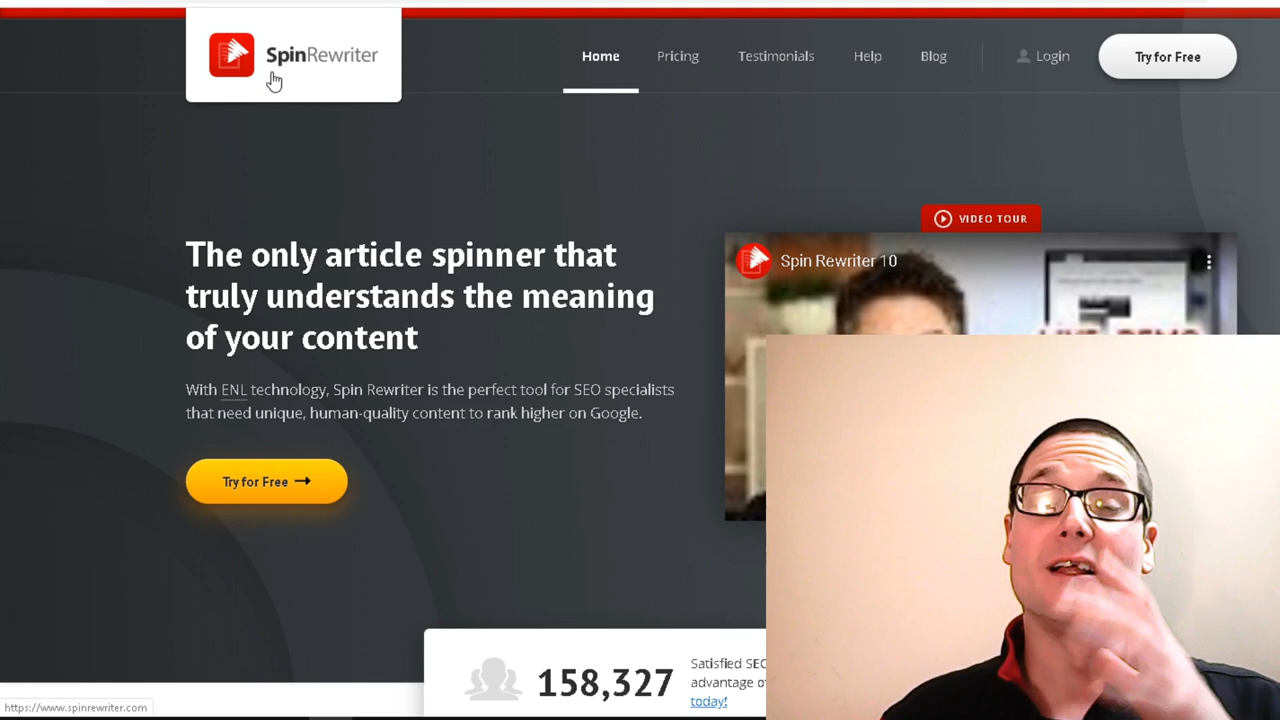 SpinRewriter
Home
Pricing
Testimonials
Help
Blog
Login
Try for Free
VIDEO TOUR
Spin Rewriter 10
The only article spinner that
truly understands the meaning
of your content
With ENL technology, Spin Rewriter is the perfect tool for SEO specialists
that need unique, human-quality content to rank higher on Google.
Try for Free
158,327
Satisfied SEO
advantage
today!
https://www.spinrewriter.com